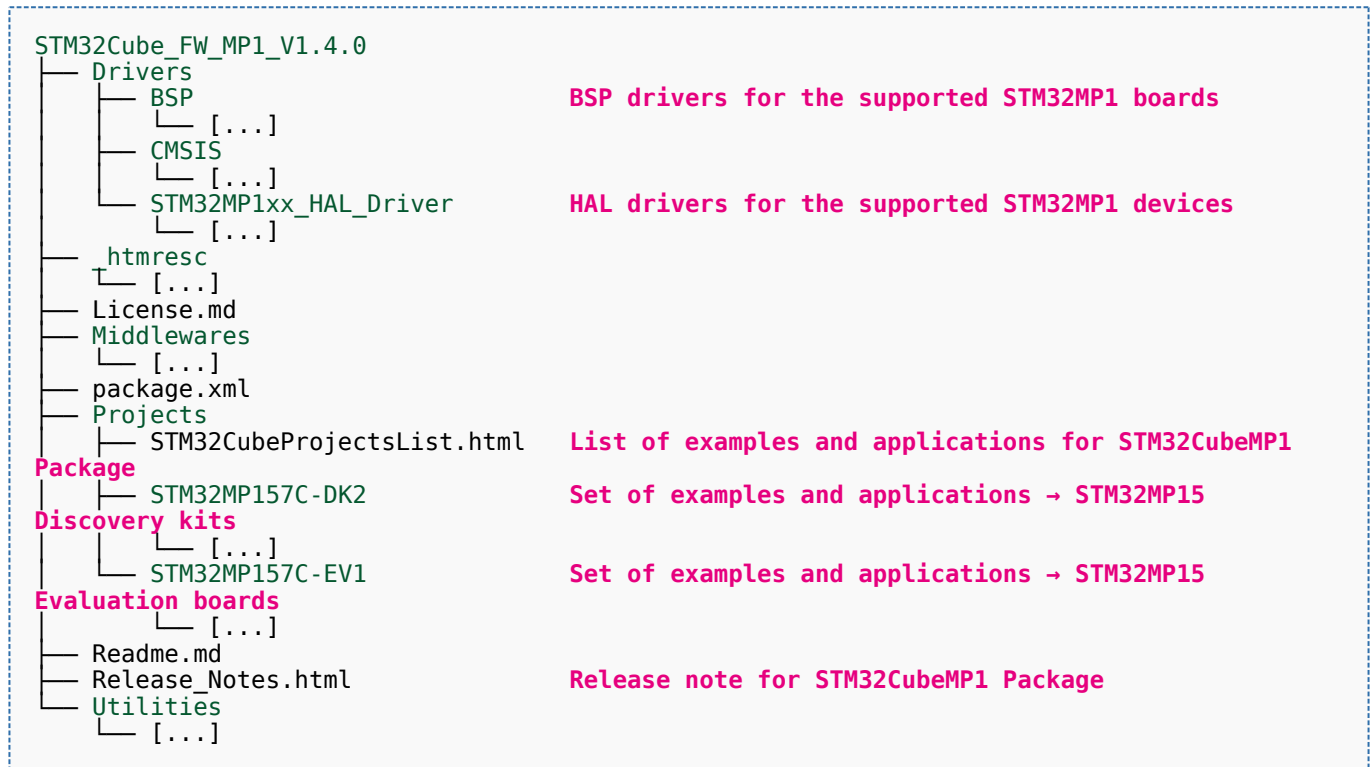 STM32Cube_FW_MP1_V1.4.0
├── Drivers
│   ├── BSP                       BSP drivers for the supported STM32MP1 boards
│   │   └── [...]
│   ├── CMSIS
│   │   └── [...]
│   └── STM32MP1xx_HAL_Driver     HAL drivers for the supported STM32MP1 devices
│       └── [...]
├── _htmresc
│   └── [...]
├── License.md
├── Middlewares
│   └── [...]
├── package.xml
├── Projects
│   ├── STM32CubeProjectsList.html   List of examples and applications for STM32CubeMP1
Package
│   ├── STM32MP157C-DK2           Set of examples and applications → STM32MP15
Discovery kits
│   │   └── [...]
│   └── STM32MP157C-EV1           Set of examples and applications → STM32MP15
Evaluation boards
│       └── [...]
├── Readme.md
├── Release_Notes.html            Release note for STM32CubeMP1 Package
└── Utilities
    └── [...]